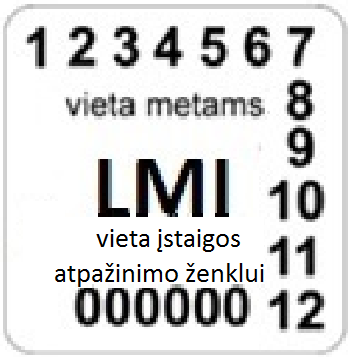 1 2 3 4 5 6 7
vieta metams 8
9
LMI 10
vieta įstaigos
11
atpažinimo ženklui
000000 12